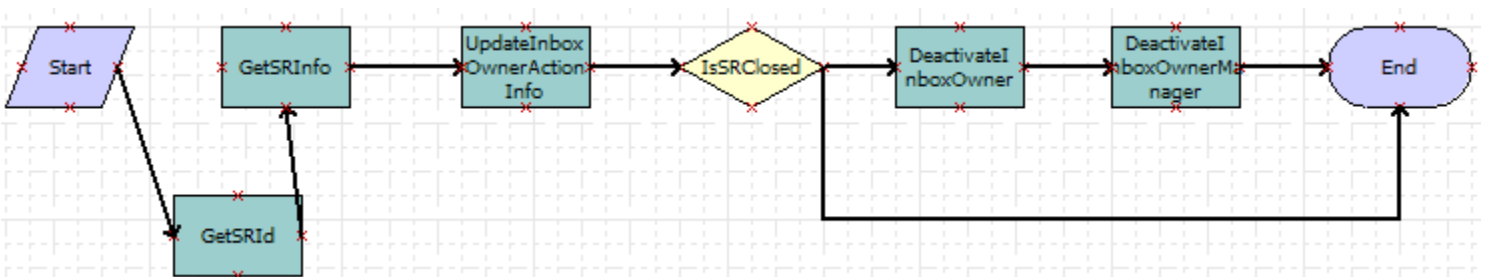 Start
GetSRId
GetSRInfo
UpdateInbox
OwnerAction
Info
IsSRClosed
DeactivateI
nboxOwner
DeactivateI
nboxOwnerMa
nager
End